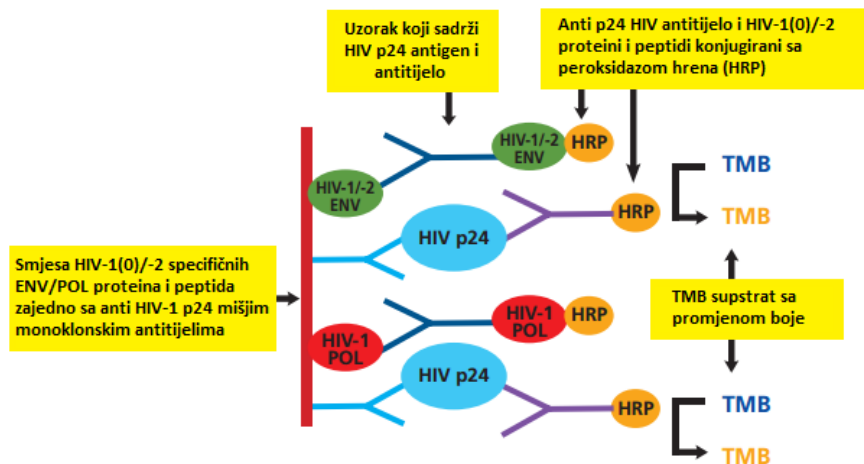 Uzorak koji sadrži
HIV p24 antigen i
antitijelo
Anti p24 HIV antitijelo i HIV-1(0)/-2
proteini i peptidi konjugirani sa
peroksidazom hrena (HRP)
HIV-1/-2
ENV
HRP
TMB
HIV-1/-2
ENV
HRP
TMB
HIV p24
Smjesa HIV-1(0)/-2 specifičnih
ENV/POL proteina i peptida
zajedno sa anti HIV-1 p24 mišjim
monoklonskim antitijelima
TMB supstrat sa
promjenom boje
HIV-1
POL
HRP
HIV-1
POL
HIV p24
HRP
TMB
TMB